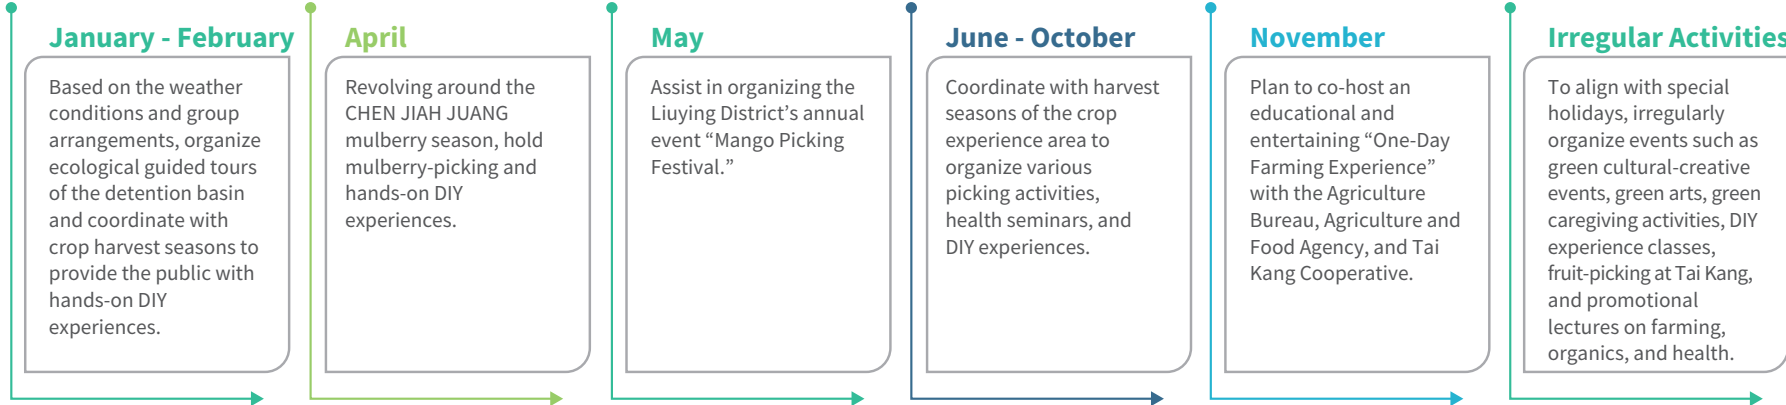 January - February
Based on the weather
conditions and group
arrangements, organize
ecological guided tours
of the detention basin
and coordinate with
crop harvest seasons to
provide the public with
hands-on DIY
experiences.
April
Revolving around the
CHEN JIAH JUANG
mulberry season, hold
mulberry-picking and
hands-on DIY
experiences.
May
Assist in organizing the
Liuying District’s annual
event “Mango Picking
Festival.”
June - October
Coordinate with harvest
seasons of the crop
experience area to
organize various
picking activities,
health seminars, and
DIY experiences.
November
Plan to co-host an
educational and
entertaining “One-Day
Farming Experience”
with the Agriculture
Bureau, Agriculture and
Food Agency, and Tai
Kang Cooperative.
Irregular Activities
To align with special
holidays, irregularly
organize events such as
green cultural-creative
events, green arts, green
caregiving activities, DIY
experience classes,
fruit-picking at Tai Kang,
and promotional
lectures on farming,
organics, and health.